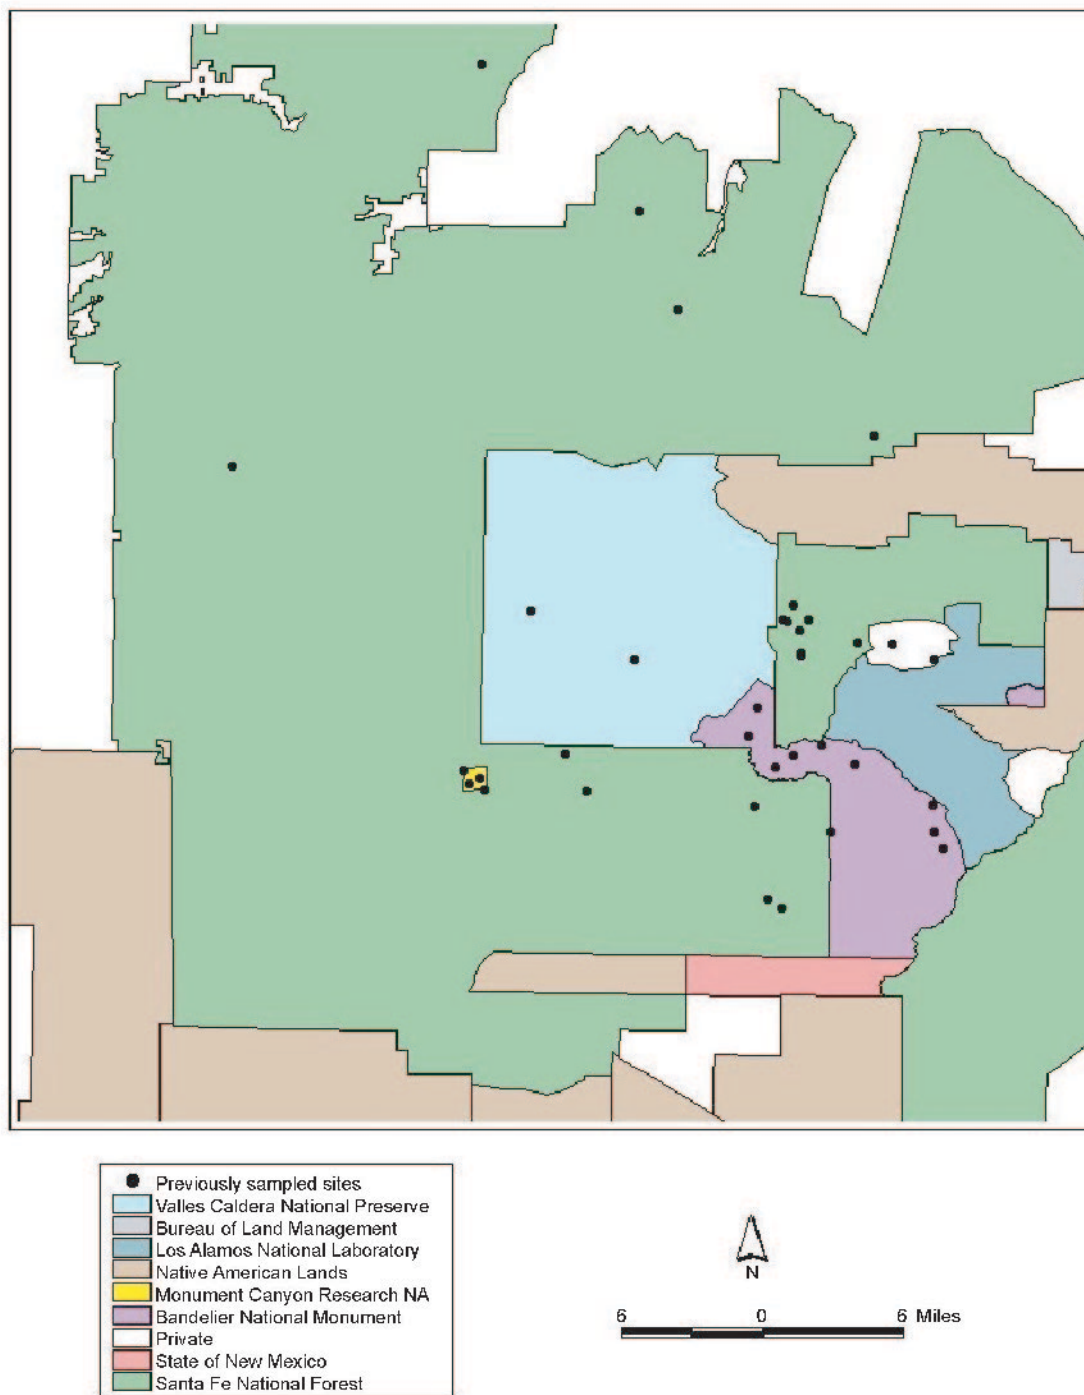 Previously sampled sites
Valles Caldera National Preserve
Bureau of Land Management
Los Alamos National Laboratory
Native American Lands
Monument Canyon Research NA
Bandelier National Monument
Private
State of New Mexico
Santa Fe National Forest
N
6 0 6 Miles